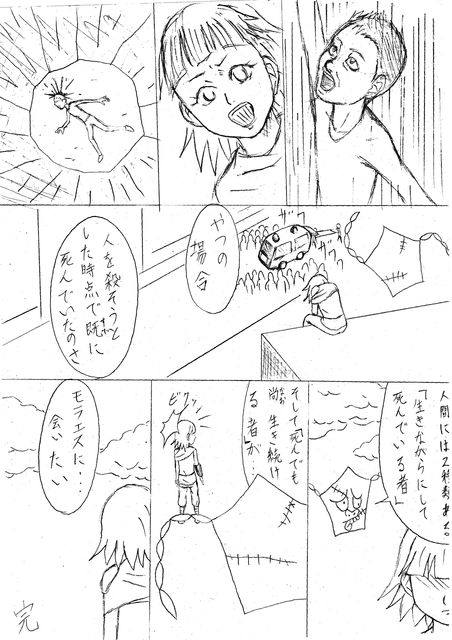 ザワ
ザワ
やつの
場合
人を殺そうと
した時点で既に
死んでいたのさ
人間には2種類ある。
「生きながらにして
死んでいる者」
そして「死んでも
尚 生き続け
る者」が…
ビクッ
モラエスに…
会いたい
完